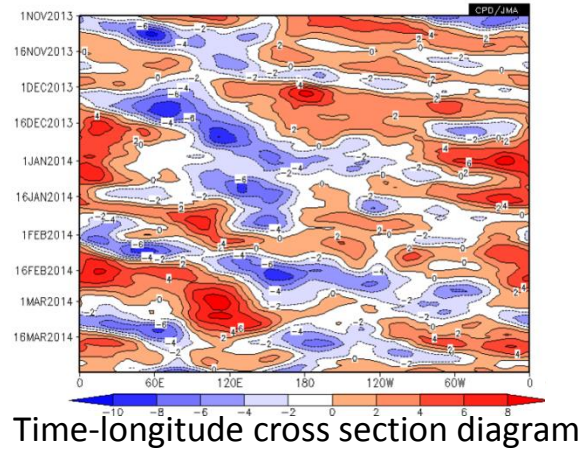 CPD/JMA
1NOV2013
16NOV2013
1DEC2013
16DEC2013
1JAN2014
16JAN2014
1FEB2014
16FEB2014
1MAR2014
16MAR2014
0 60E 120E 180 120W 60W 0
-10 -8 -6 -4 -2 0 2 4 6 8
Time-longitude cross section diagram